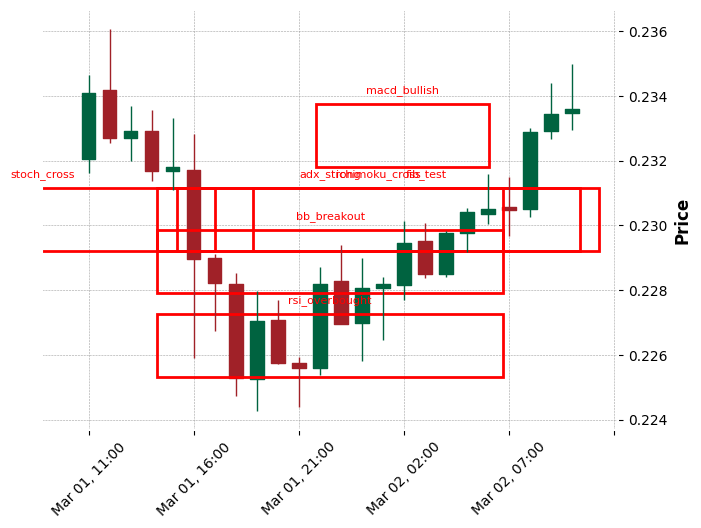 0.236
macd_bullish
0.234
0.232
stoch_cross
adx_strong
fib_test
bb_breakout
0.230
Price
0.228
0.226
0.224
Mar 01, 11:00
Mar 01, 16:00
Mar 01, 21:00
Mar 02, 02:00
Mar 02, 07:00